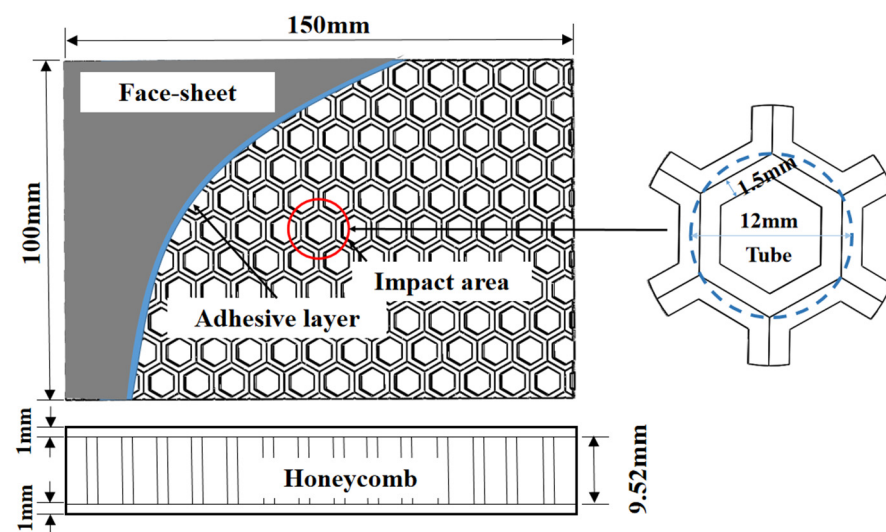 150mm
Face-sheet
100mm
1.5mm
12mm
Tube
Impact area
Adhesive layer
1mm
Honeycomb
9.52mm
1mm